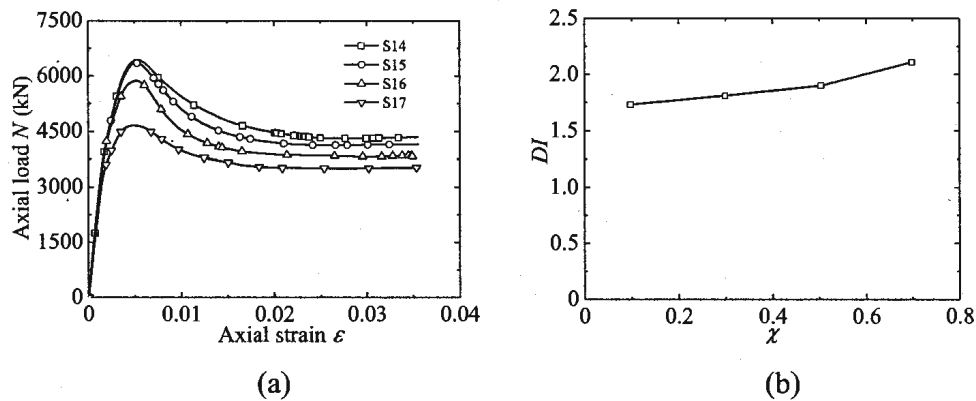 7500
6000
4500
3000
1500
0
Axial load N (kN)
S14
S15
S16
S17
0
0.01
0.02
0.03
0.04
Axial strain ε
(a)
2.5
2.0
1.5
1.0
0.5
0
DI
0
0.2
0.4
0.6
0.8
χ
(b)